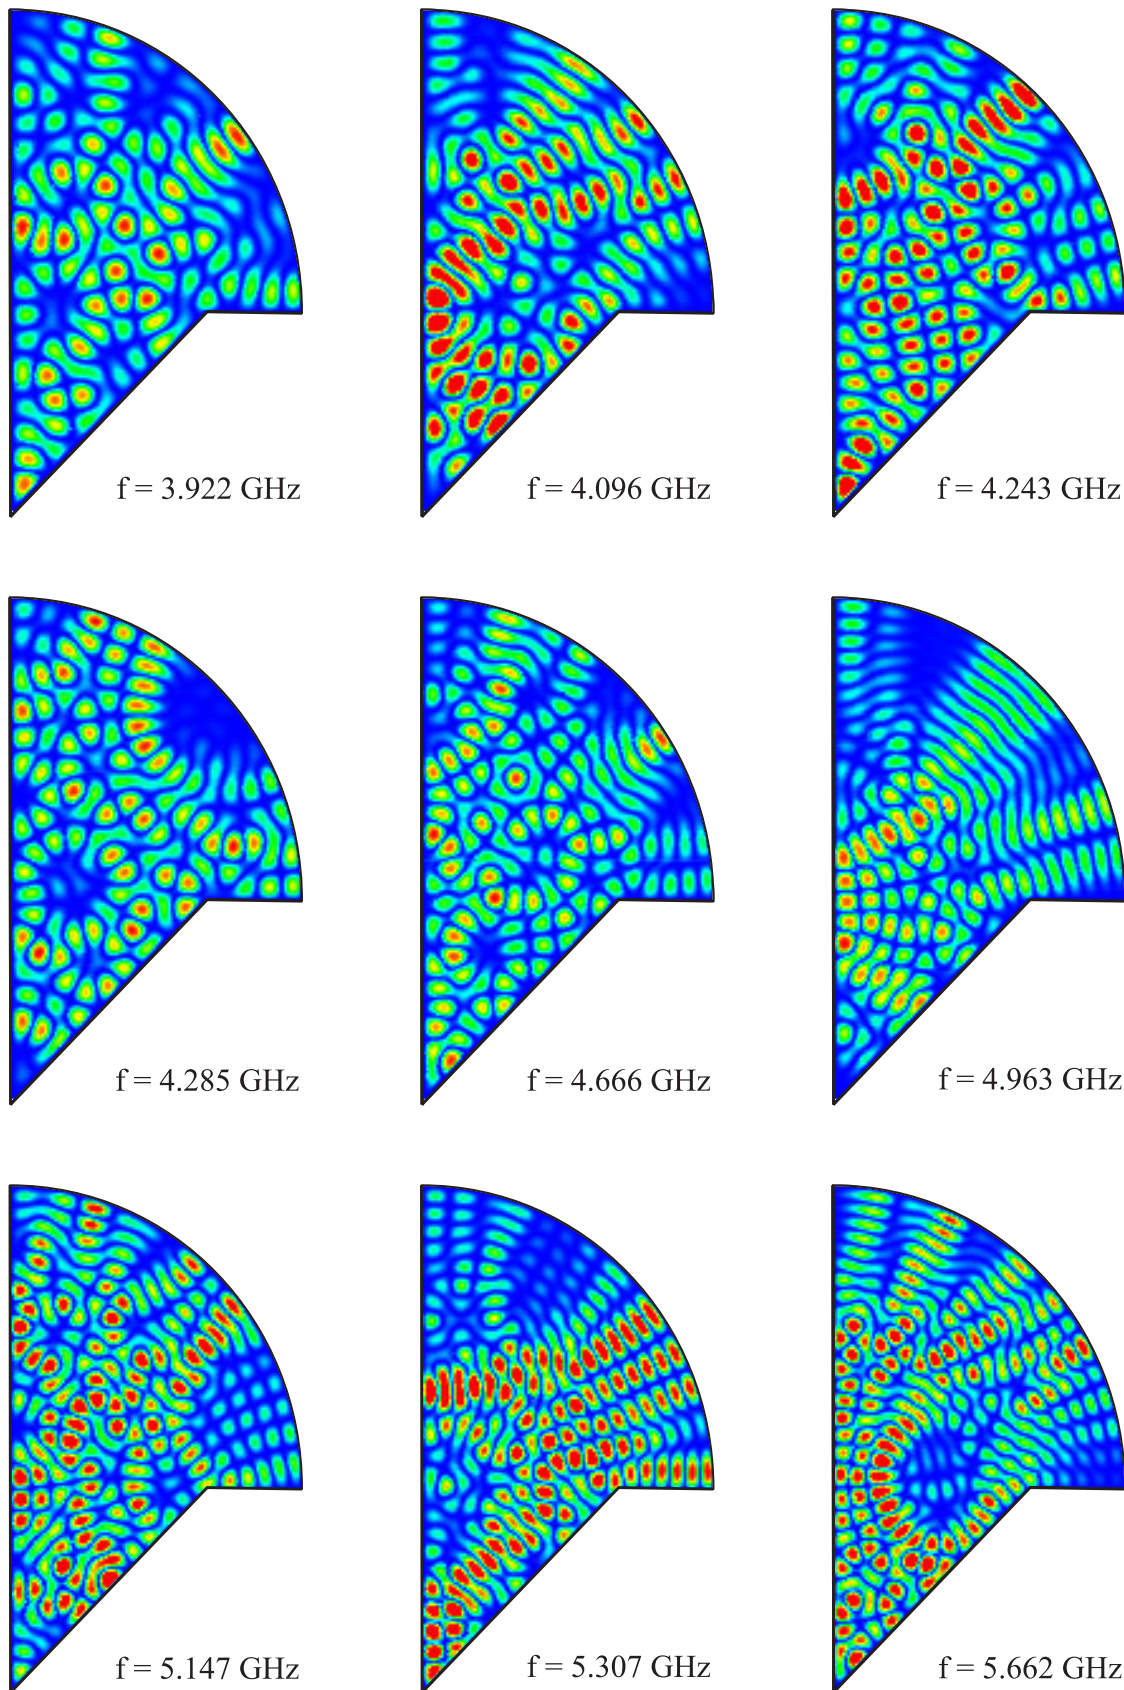 f = 3.922 GHz
f = 4.096 GHz
f = 4.243 GHz
f = 4.285 GHz
f = 4.666 GHz
f = 4.963 GHz
f = 5.147 GHz
f = 5.307 GHz
f = 5.662 GHz